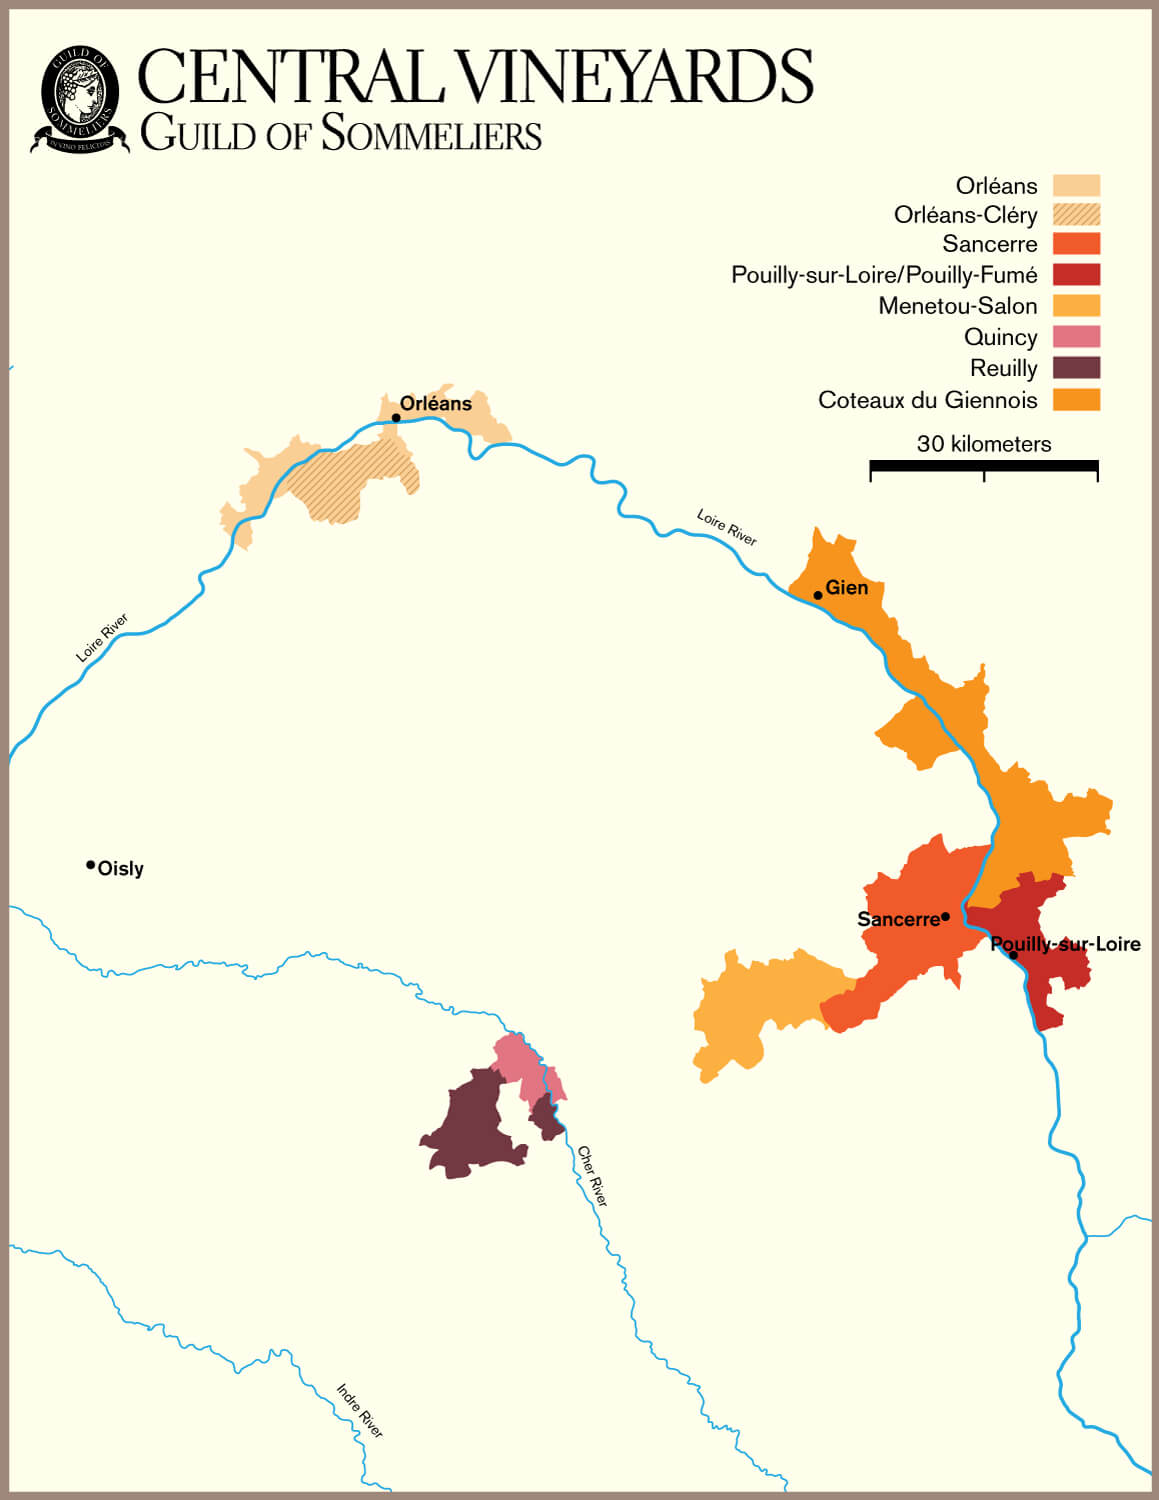 GUILD OF
SOMMELIERS
IN VINO FELICITAS
CENTRAL VINEYARDS
GUILD OF SOMMELIERS
Orléans
Orléans-Cléry
Sancerre
Pouilly-sur-Loire/Pouilly-Fumé
Menetou-Salon
Quincy
Reuilly
Coteaux du Giennois
30 kilometers
Orléans
Loire River
Gien
Loire River
Oisly
Sancerre
Pouilly-sur-Loire
Cher River
Indre River